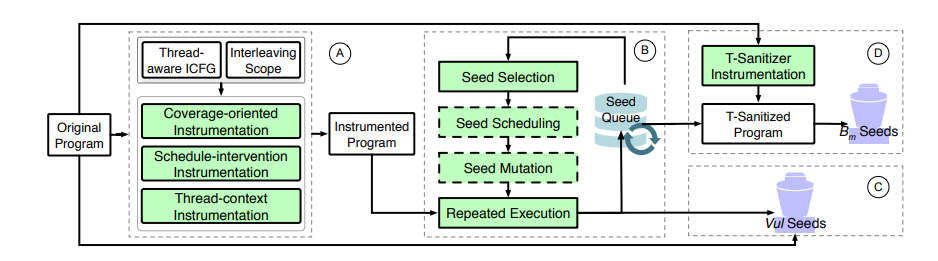 Original
Program
Thread-
aware ICFG
Interleaving
Scope
A
Coverage-oriented
Instrumentation
Schedule-intervention
Instrumentation
Thread-context
Instrumentation
Instrumented
Program
B
Seed Selection
Seed Scheduling
Seed Mutation
Repeated Execution
Seed
Queue
D
T-Sanitizer
Instrumentation
T-Sanitized
Program
Bm Seeds
C
Vul Seeds